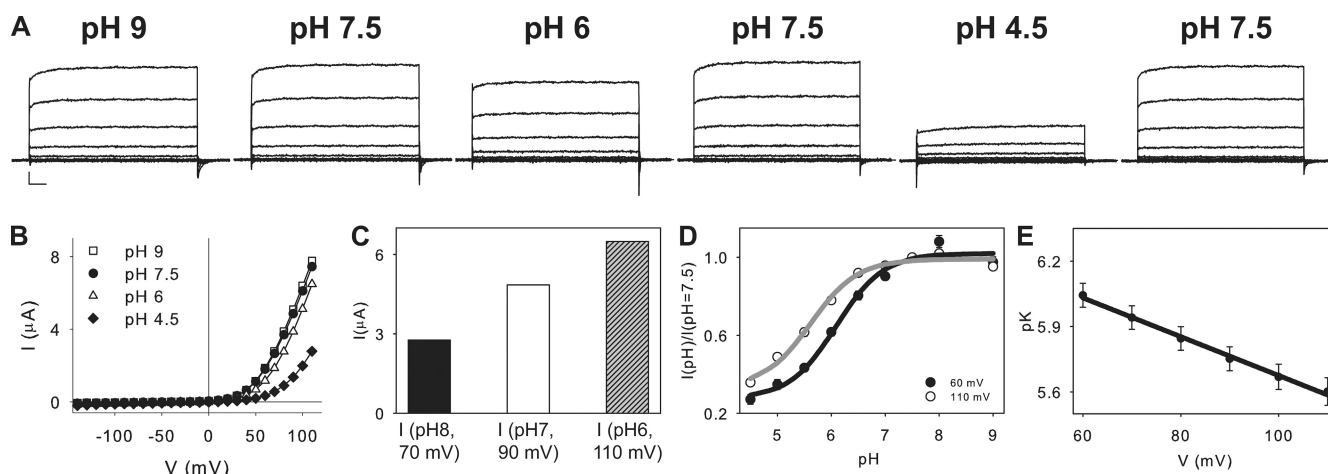 A
pH 9
pH 7.5
pH 6
pH 7.5
pH 4.5
pH 7.5
B
I (μA)
8
4
0
pH 9
pH 7.5
pH 6
pH 4.5
-100
-50
0
50
100
V (mV)
C
I(μA)
6
3
0
I (pH8,
70 mV)
I (pH7,
90 mV)
I (pH6,
110 mV)
D
I(pH)/I(pH=7.5)
1.0
0.6
0.2
60 mV
110 mV
5
6
7
8
9
pH
E
pK
6.2
5.9
5.6
60
80
100
V (mV)